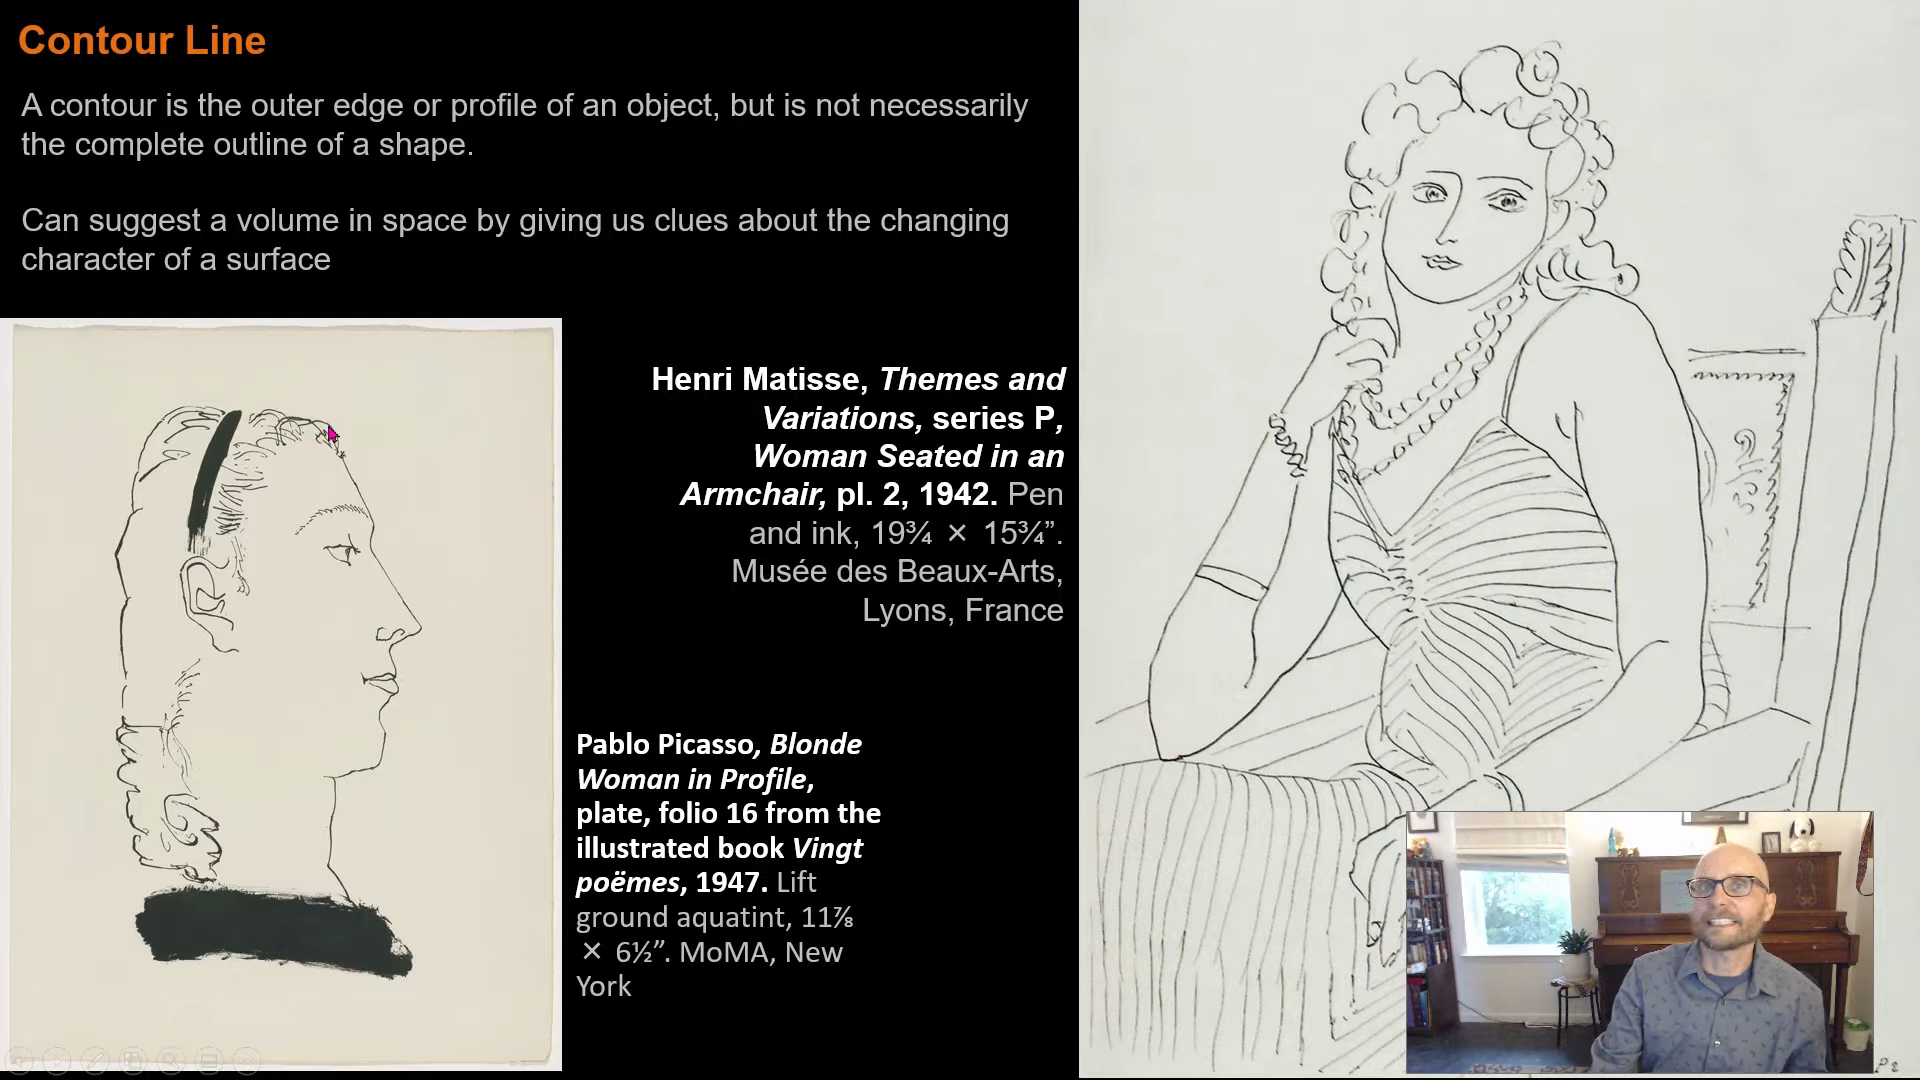 Contour Line
A contour is the outer edge or profile of an object, but is not necessarily
the complete outline of a shape.
Can suggest a volume in space by giving us clues about the changing
character of a surface
Henri Matisse, Themes and
Variations, series P,
Woman Seated in an
Armchair, pl. 2, 1942. Pen
and ink, 19¾ × 15¾”.
Musée des Beaux-Arts,
Lyons, France
Pablo Picasso, Blonde
Woman in Profile,
plate, folio 16 from the
illustrated book Vingt
poëmes, 1947. Lift
ground aquatint, 11⅞
× 6½”. MoMA, New
York
P2